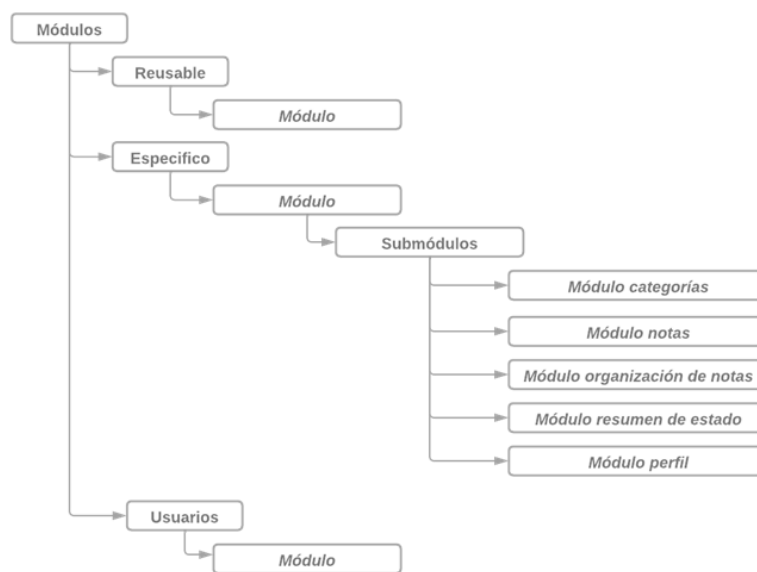 Módulos
Reusable
Módulo
Especifico
Módulo
Submódulos
Módulo categorías
Módulo notas
Módulo organización de notas
Módulo resumen de estado
Módulo perfil
Usuarios
Módulo